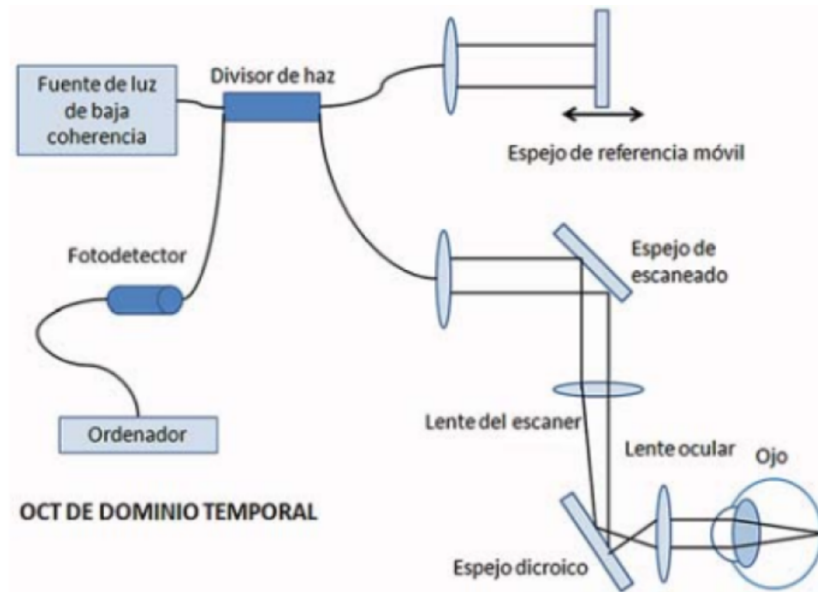 Fuente de luz
de baja
coherencia
Divisor de haz
Espejo de referencia móvil
Fotodetector
Espejo de
escaneado
Ordenador
Lente del escaner
Lente ocular
Ojo
OCT DE DOMINIO TEMPORAL
Espejo dicroico